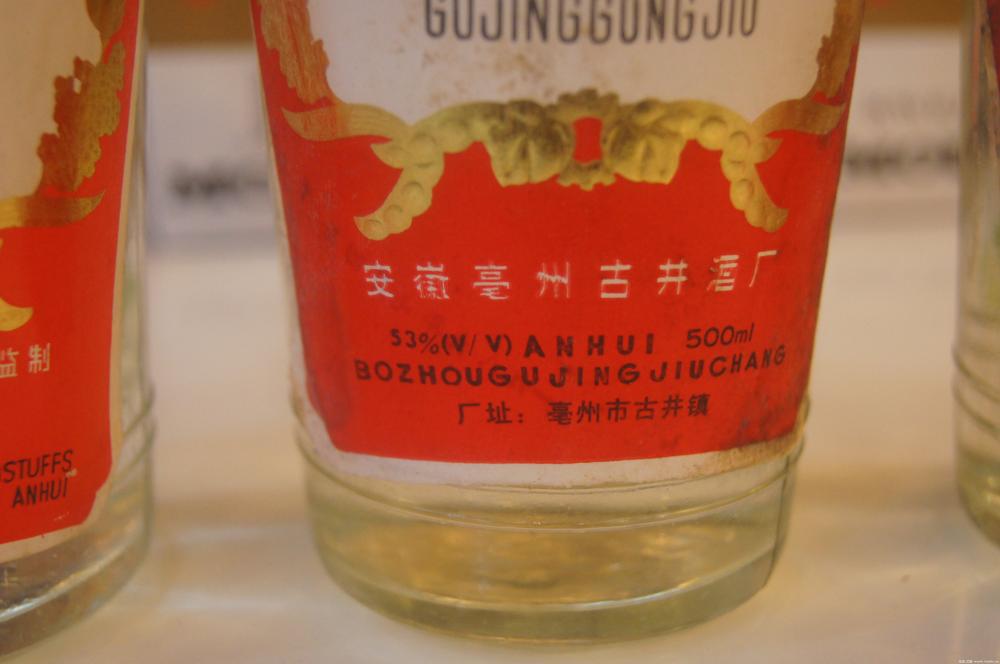 GUJINGGONGJIU
安徽亳州古井酒厂
53%(V/V) ANHUI 500ml
BOZHOUGUJINGJIUCHANG
厂址：亳州市古井镇
监制
STUFFS
ANHUI